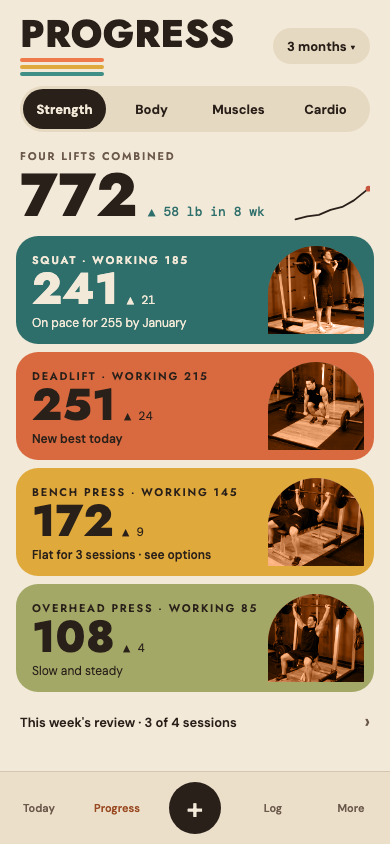 PROGRESS
3 months ▾
Strength
Body
Muscles
Cardio
FOUR LIFTS COMBINED
772 ▲ 58 lb in 8 wk
SQUAT · WORKING 185
241 ▲ 21
On pace for 255 by January
DEADLIFT · WORKING 215
251 ▲ 24
New best today
BENCH PRESS · WORKING 145
172 ▲ 9
Flat for 3 sessions · see options
OVERHEAD PRESS · WORKING 85
108 ▲ 4
Slow and steady
This week's review · 3 of 4 sessions ›
Today
Progress
+
Log
More